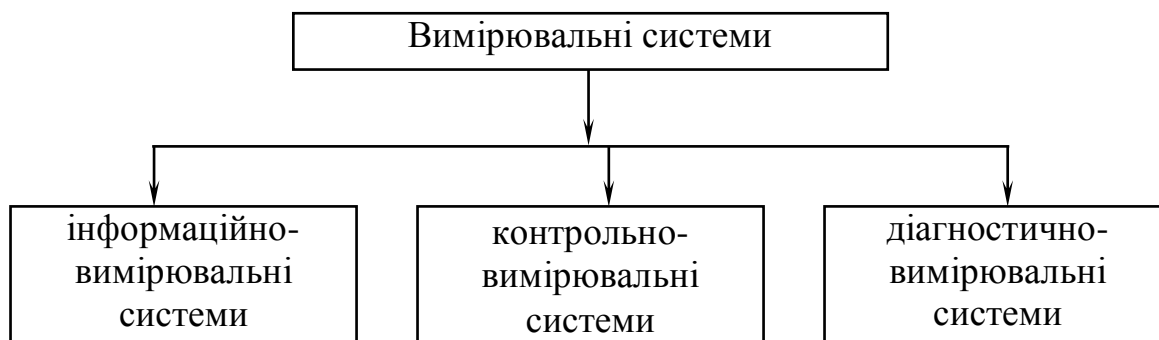 Вимірювальні системи
інформаційно-
вимірювальні
системи
контрольно-
вимірювальні
системи
діагностично-
вимірювальні
системи